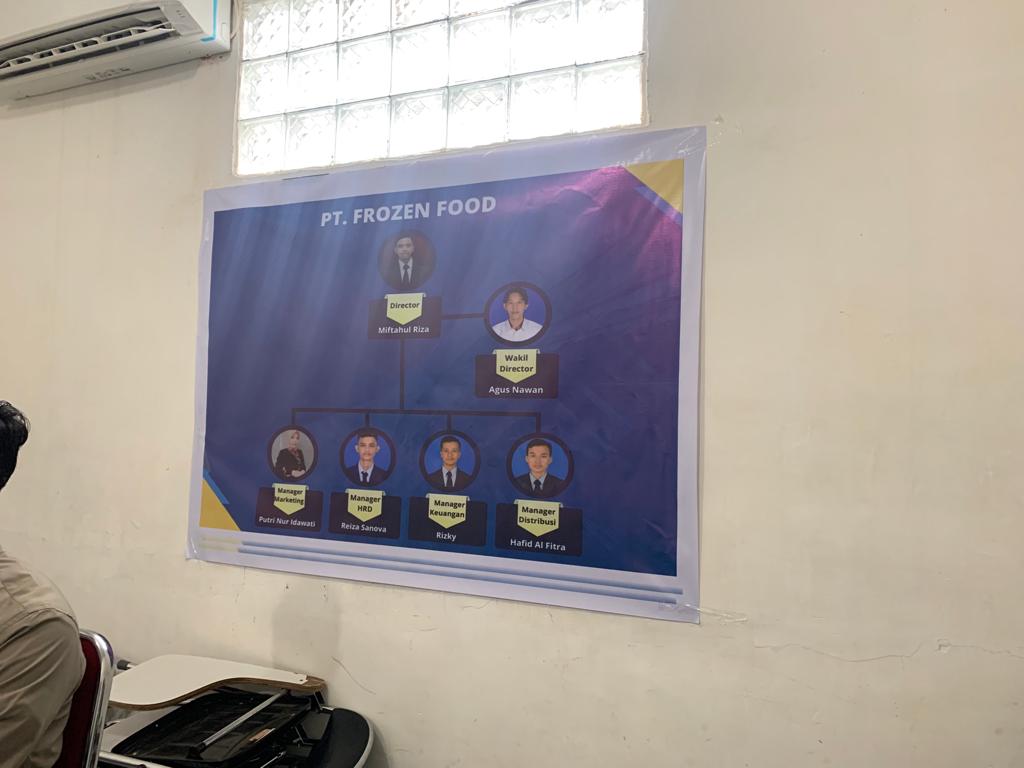 PT. FROZEN FOOD
Director
Miftahul Riza
Wakil
Director
Agus Nawan
Manager
Marketing
Putri Nur Idawati
Manager
HRD
Reiza Sanova
Manager
Keuangan
Rizky
Manager
Distribusi
Hafid Al Fitra